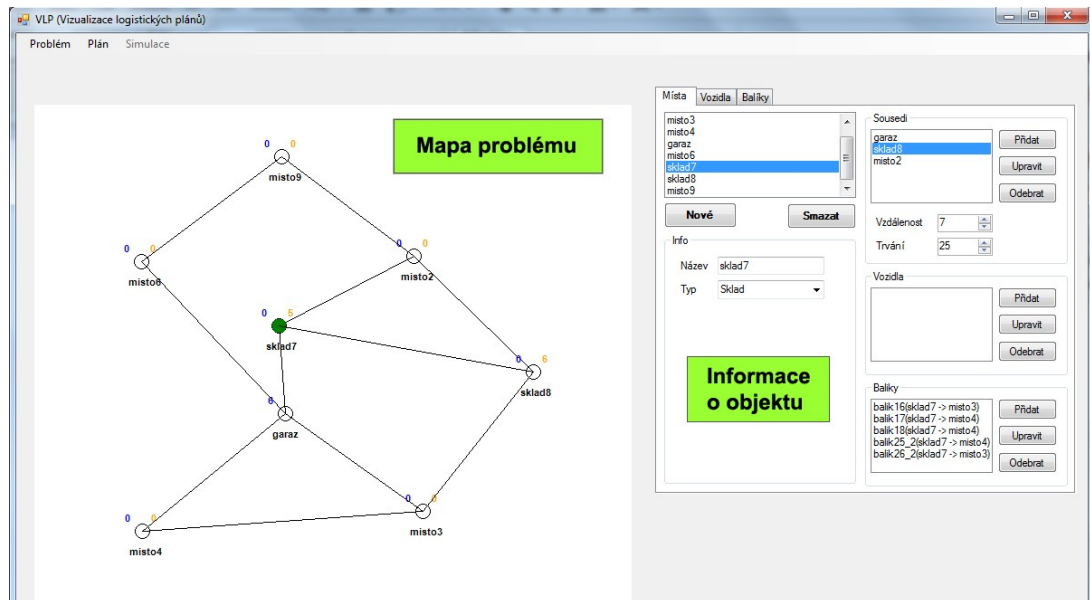 VLP (Vizualizace logistických plánů)
Problém Plán Simulace
Mapa problému
0 0
misto9
0 0
misto6
0 0
misto2
0 5
sklad7
0 6
sklad8
6
garaz
0 0
misto3
0 0
misto4
Místa Vozidla Balíky
misto3
misto4
garaz
misto6
sklad7
sklad8
misto9
Nové Smazat
Info
Název sklad7
Typ Sklad
Informace
o objektu
Sousedi
garaz
sklad8
misto2
Přidat
Upravit
Odebrat
Vzdálenost 7
Trvání 25
Vozidla
Přidat
Upravit
Odebrat
Baliky
balik16(sklad7 -> misto3)
balik17(sklad7 -> misto4)
balik18(sklad7 -> misto4)
balik25_2(sklad7 -> misto4)
balik26_2(sklad7 -> misto3)
Přidat
Upravit
Odebrat